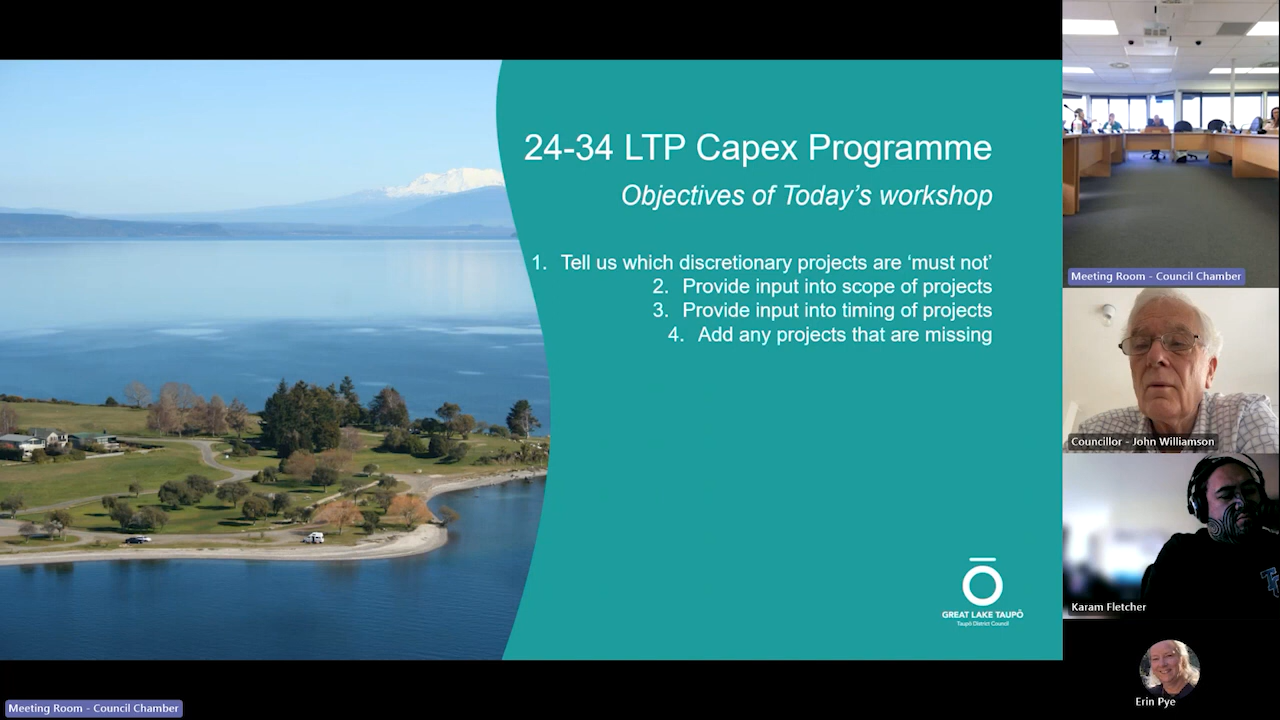 24-34 LTP Capex Programme
Objectives of Today's workshop
1. Tell us which discretionary projects are 'must not'
2. Provide input into scope of projects
3. Provide input into timing of projects
4. Add any projects that are missing
GREAT LAKE TAUPŌ
Taupō District Council
Meeting Room - Council Chamber
Councillor - John Williamson
Karam Fletcher
Erin Pye
Meeting Room - Council Chamber